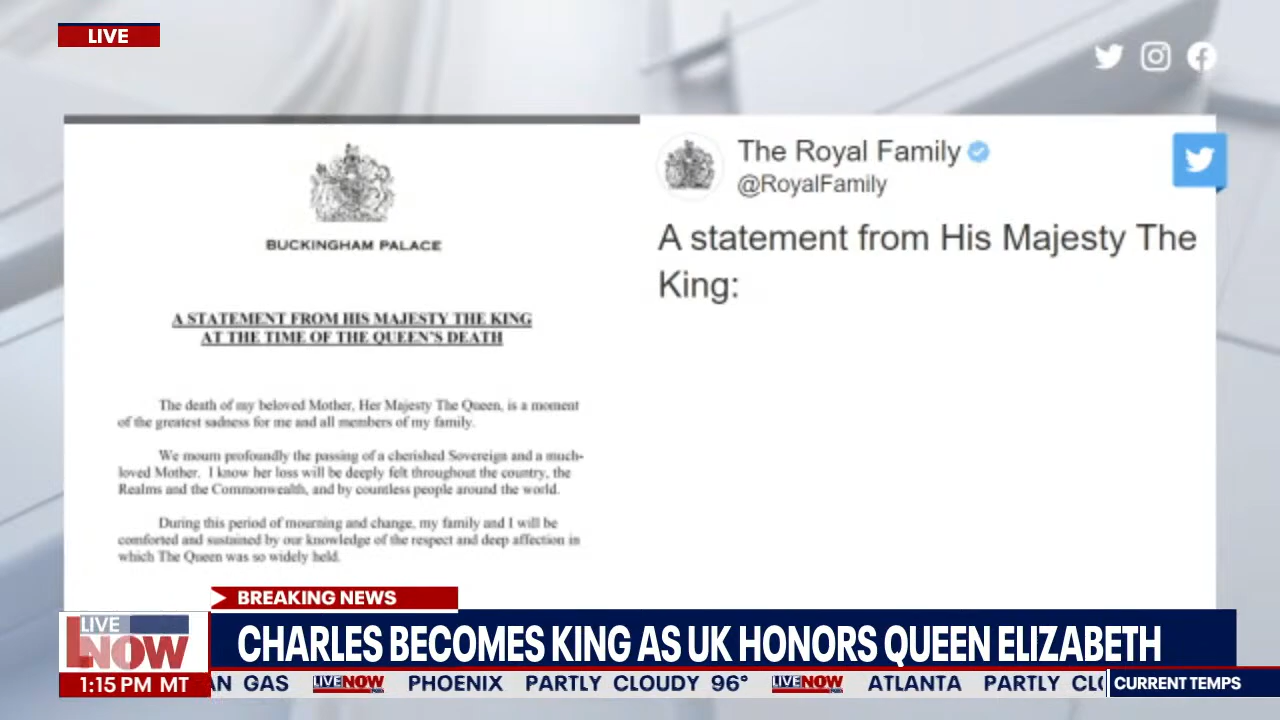 LIVE
BUCKINGHAM PALACE
A STATEMENT FROM HIS MAJESTY THE KING
AT THE TIME OF THE QUEEN'S DEATH
The death of my beloved Mother, Her Majesty The Queen, is a moment
of the greatest sadness for me and all members of my family.
We mourn profoundly the passing of a cherished Sovereign and a much-
loved Mother. I know her loss will be deeply felt throughout the country, the
Realms and the Commonwealth, and by countless people around the world.
During this period of mourning and change, my family and I will be
comforted and sustained by our knowledge of the respect and deep affection in
which The Queen was so widely held.
The Royal Family
@RoyalFamily
A statement from His Majesty The
King:
BREAKING NEWS
LIVE
NOW
CHARLES BECOMES KING AS UK HONORS QUEEN ELIZABETH
1:15 PM MT
AN GAS LIVENOW PHOENIX PARTLY CLOUDY 96° LIVENOW ATLANTA PARTLY CL
CURRENT TEMPS